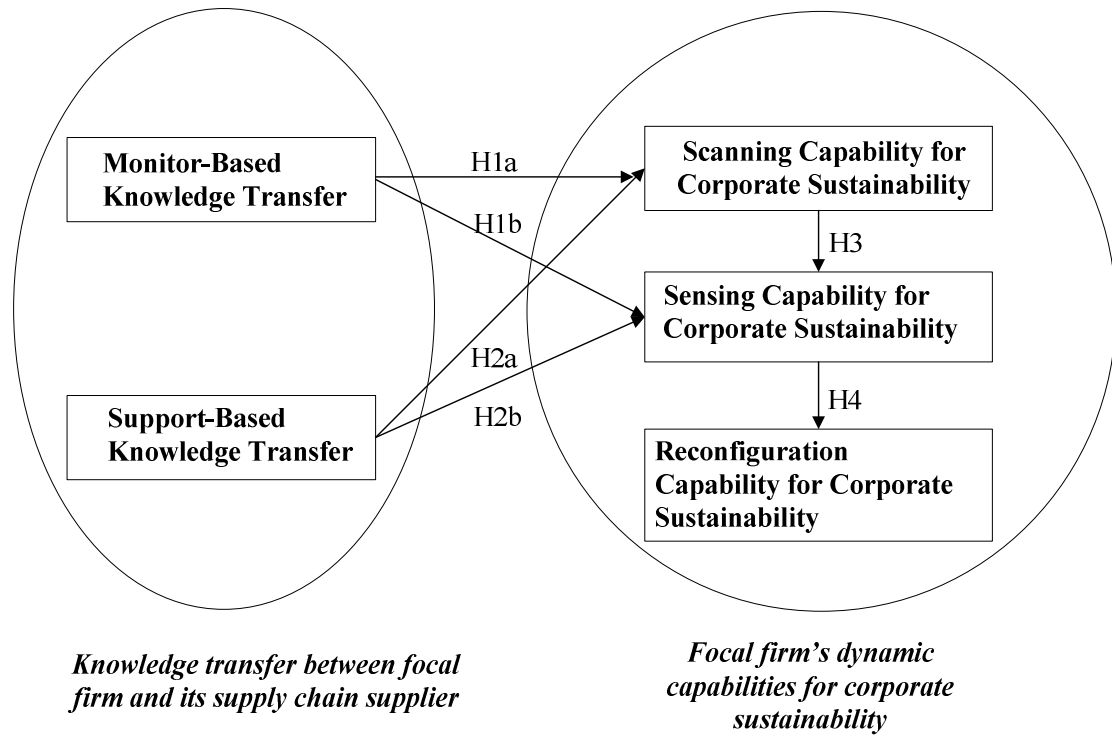 Monitor-Based
Knowledge Transfer
H1a
H1b
Scanning Capability for
Corporate Sustainability
H3
Sensing Capability for
Corporate Sustainability
H2a
H2b
Support-Based
Knowledge Transfer
H4
Reconfiguration
Capability for Corporate
Sustainability
Knowledge transfer between focal
firm and its supply chain supplier
Focal firm’s dynamic
capabilities for corporate
sustainability